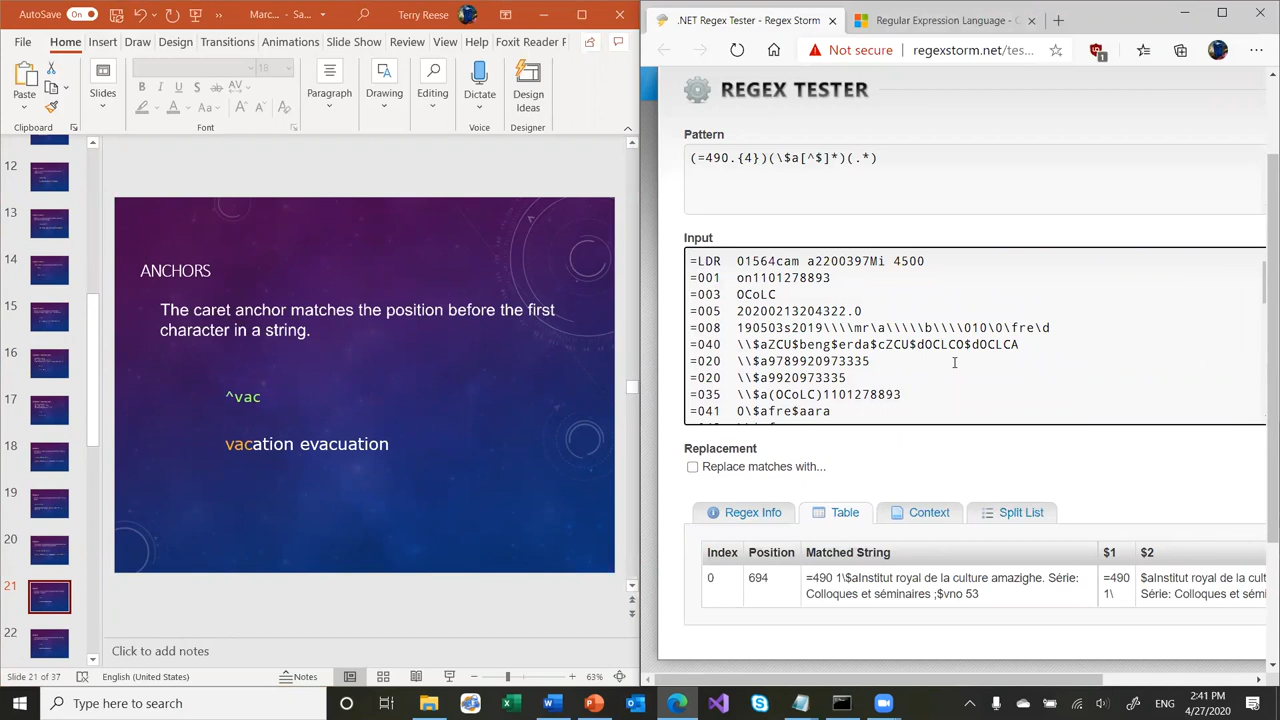 AutoSave On Marc... - Sa... Terry Reese
File Home Insert Draw Design Transitions Animations Slide Show Review View Help Foxit Reader F
Paste Slides 18 Paragraph Drawing Editing Dictate Design Ideas
Clipboard Font Voice Designer
12
13
14
15
16
17
18
19
20
21
22
ANCHORS
The caret anchor matches the position before the first
character in a string.
^vac
vacation evacuation
Click to add notes
Slide 21 of 37 English (United States) Notes 63%
.NET Regex Tester - Regex Storm Regular Expression Language -
Not secure regexstorm.net/tes... 1
REGEX TESTER
Pattern
(=490.{4})(\$a[^$]*)(.*)
Input
=LDR 01564cam a2200397Mi 4500
=001 on1101278893
=003 OCoLC
=005 20200213204322.0
=008 190503s2019\\\\mr\a\\\\\b\\\\010\0\fre\d
=040 \\$aZCU$beng$erda$cZCU$dOCLCO$dOCLCA
=020 \\$a9789920973335
=020 \\$a9920973335
=035 \\$a(OCoLC)1101278893
=041 0\$afre$aara
Replacement
Replace matches with...
Regex Info Table Context Split List
Index Position Matched String $1 $2
0 694 =490 1\$aInstitut royal de la culture amazighe. Série: =490 $aInstitut royal de la cult
Colloques et séminaires ;$vno 53 1\ Série: Colloques et sémi
Type here to search ENG 2:41 PM
4/27/2020